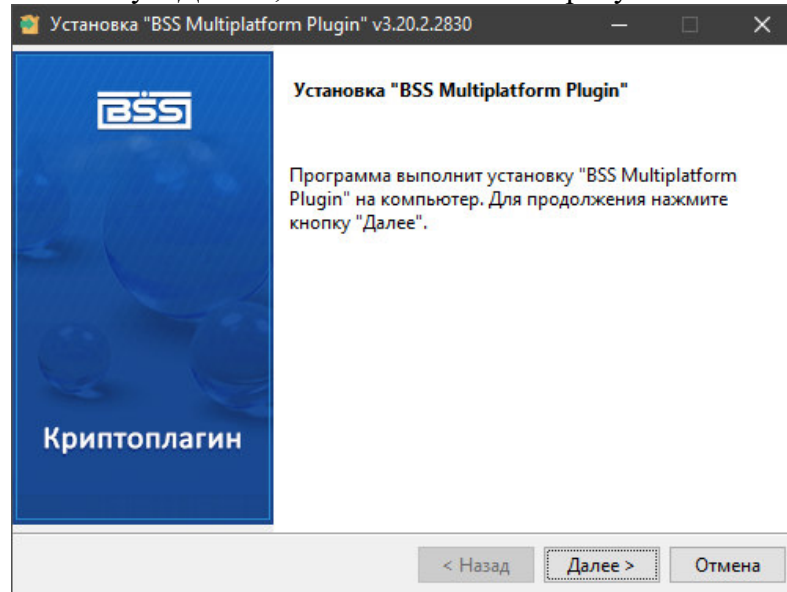 Установка "BSS Multiplatform Plugin" v3.20.2.2830
BSS
Установка "BSS Multiplatform Plugin"
Программа выполнит установку "BSS Multiplatform
Plugin" на компьютер. Для продолжения нажмите
кнопку "Далее".
Криптоплагин
< Назад
Далее >
Отмена